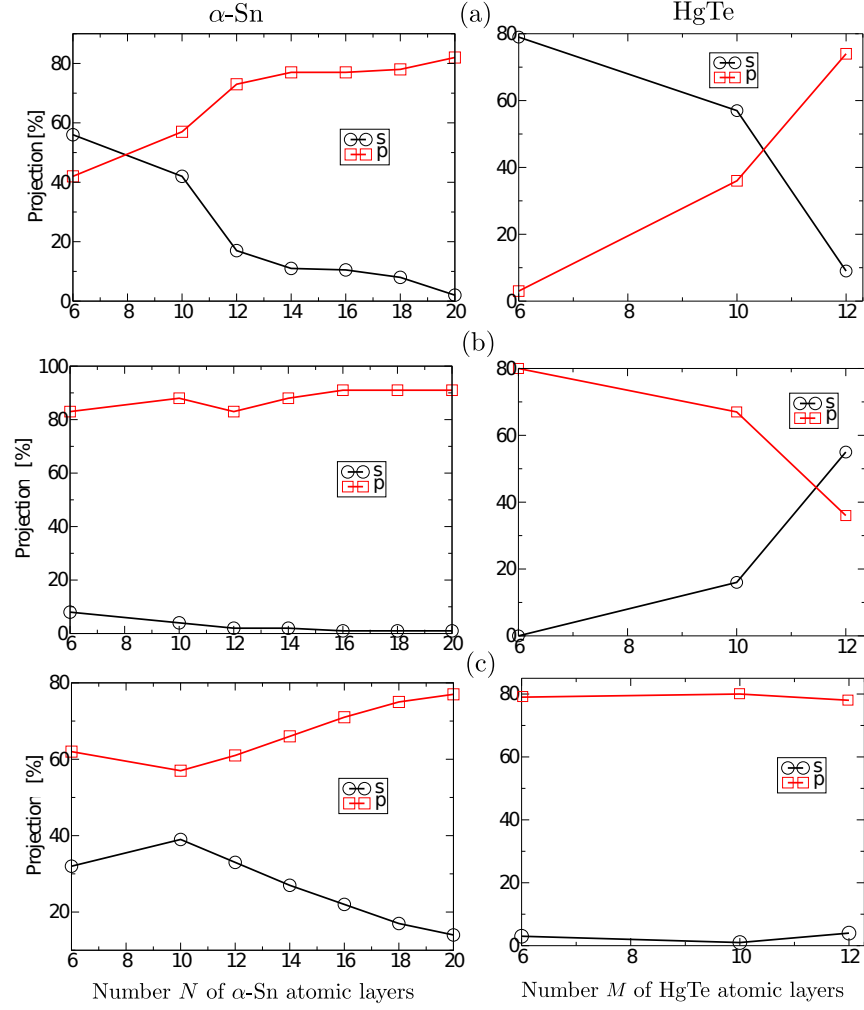 α-Sn (a) HgTe
80
60
40
20
0
Projection[%]
s
p
6 8 10 12 14 16 18 20
80
60
40
20
0
s
p
6 8 10 12
(b)
100
80
60
40
20
0
Projection [%]
s
p
6 8 10 12 14 16 18 20
80
60
40
20
0
s
p
6 8 10 12
(c)
80
60
40
20
Projection [%]
s
p
6 8 10 12 14 16 18 20
Number N of α-Sn atomic layers
80
60
40
20
0
s
p
6 8 10 12
Number M of HgTe atomic layers